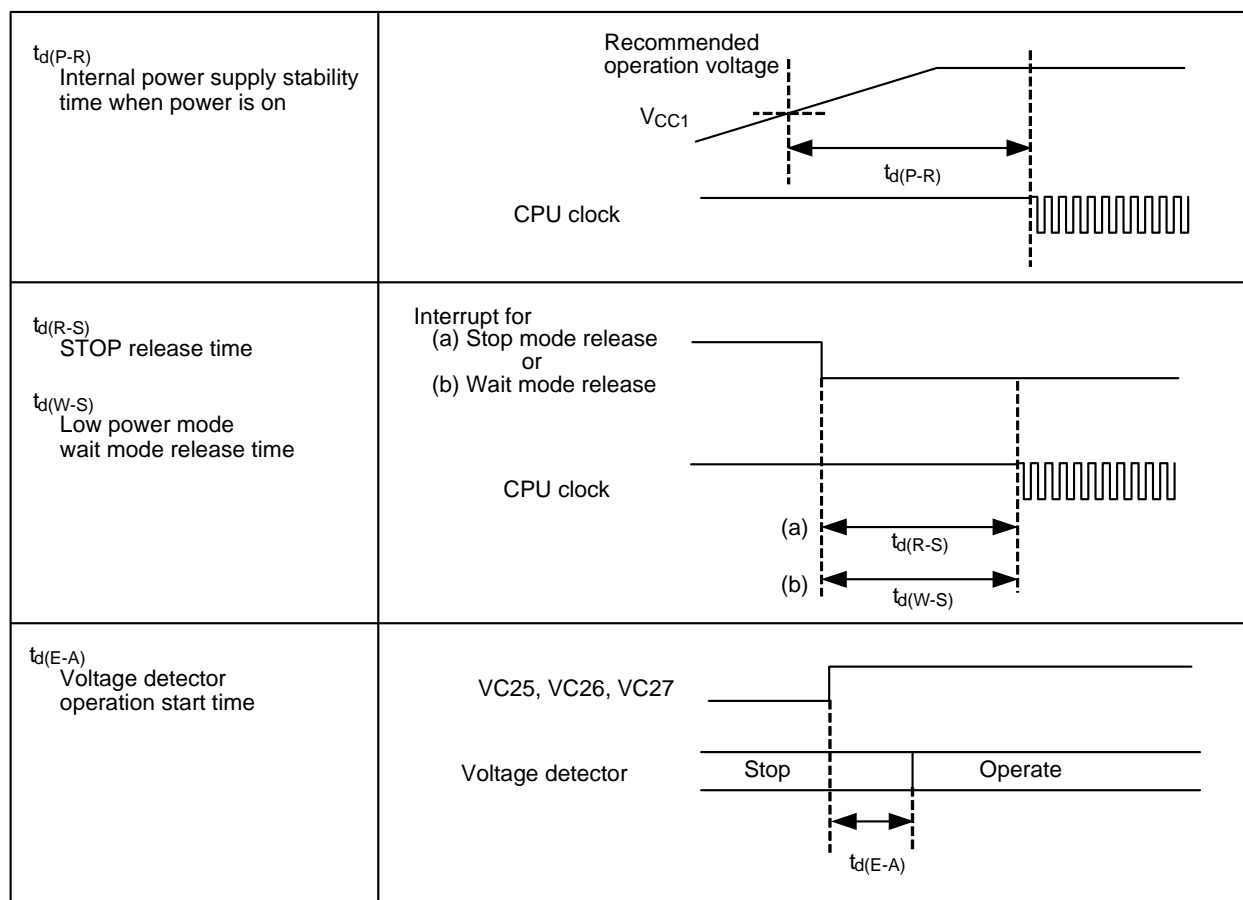 td(P-R)
Internal power supply stability
time when power is on
Recommended
operation voltage
VCC1
td(P-R)
CPU clock
td(R-S)
STOP release time
td(W-S)
Low power mode
wait mode release time
Interrupt for
(a) Stop mode release
or
(b) Wait mode release
CPU clock
(a)
td(R-S)
(b)
td(W-S)
td(E-A)
Voltage detector
operation start time
VC25, VC26, VC27
Voltage detector
Stop
Operate
td(E-A)